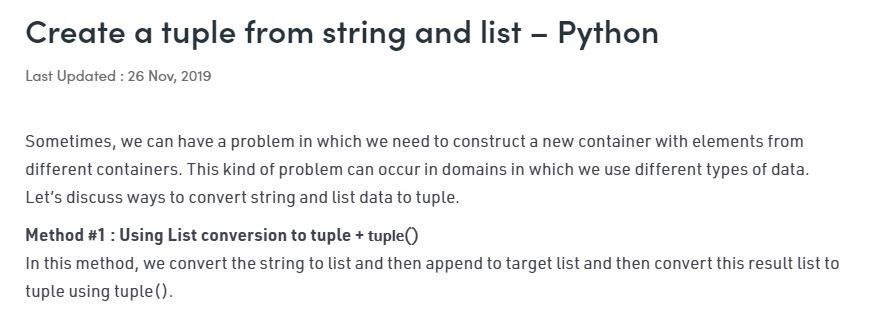 Create a tuple from string and list – Python
Last Updated : 26 Nov, 2019
Sometimes, we can have a problem in which we need to construct a new container with elements from
different containers. This kind of problem can occur in domains in which we use different types of data.
Let’s discuss ways to convert string and list data to tuple.
Method #1 : Using List conversion to tuple + tuple()
In this method, we convert the string to list and then append to target list and then convert this result list to
tuple using tuple().